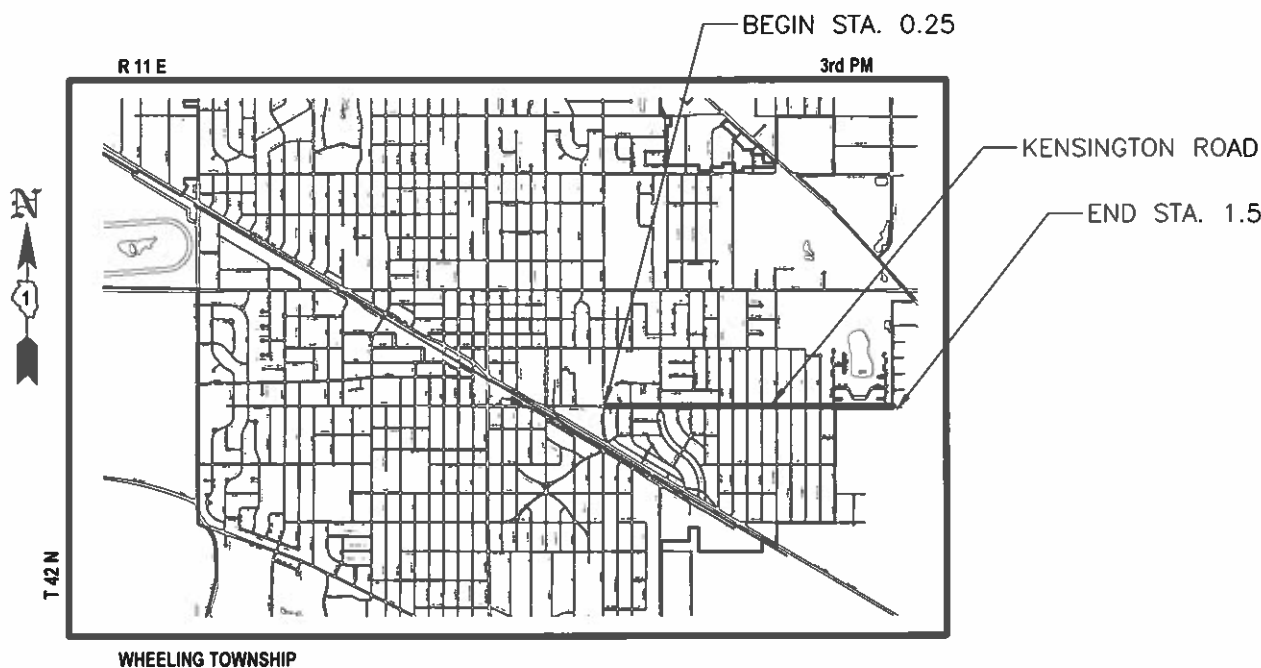 BEGIN STA. 0.25
R 11 E
3rd PM
KENSINGTON ROAD
N
END STA. 1.5
1
T 42 N
WHEELING TOWNSHIP